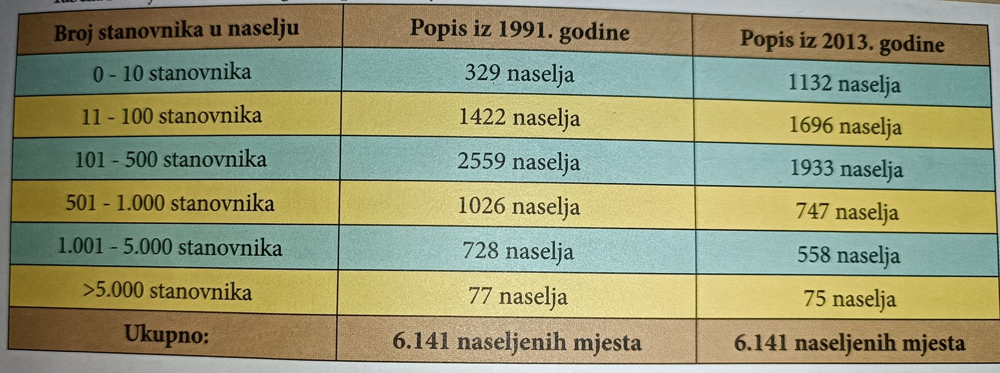 Broj stanovnika u naselju Popis iz 1991. godine Popis iz 2013. godine
0 - 10 stanovnika 329 naselja 1132 naselja
11 - 100 stanovnika 1422 naselja 1696 naselja
101 - 500 stanovnika 2559 naselja 1933 naselja
501 - 1.000 stanovnika 1026 naselja 747 naselja
1.001 - 5.000 stanovnika 728 naselja 558 naselja
>5.000 stanovnika 77 naselja 75 naselja
Ukupno: 6.141 naseljenih mjesta 6.141 naseljenih mjesta